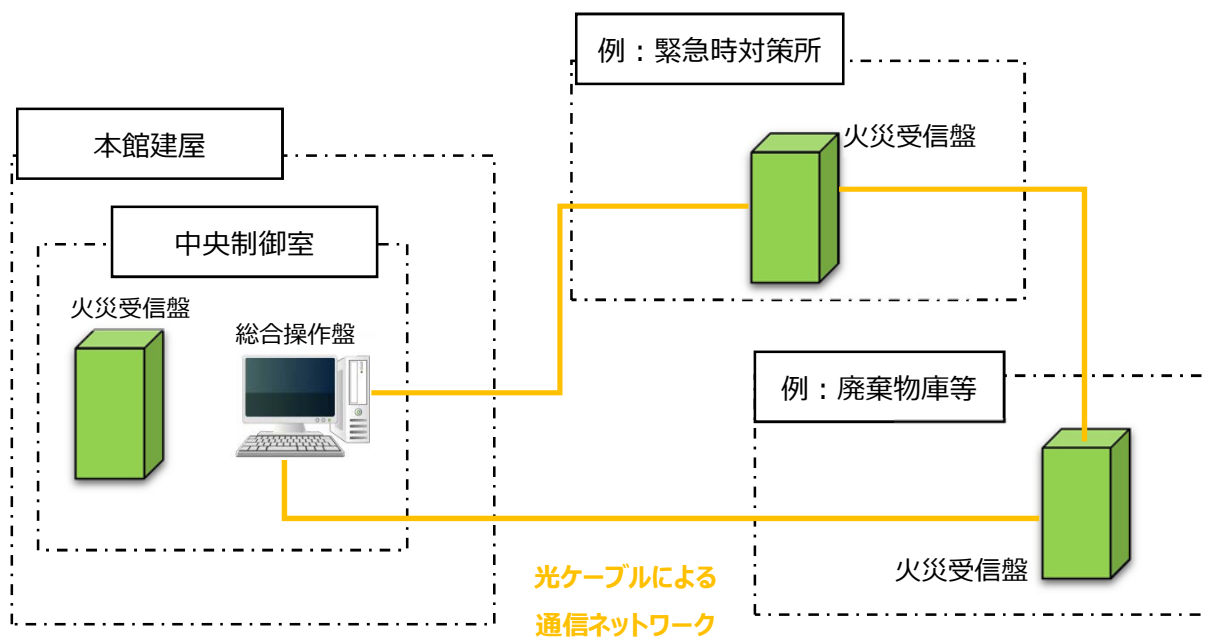 例：緊急時対策所
火災受信盤
本館建屋
中央制御室
火災受信盤
総合操作盤
例：廃棄物庫等
火災受信盤
光ケーブルによる
通信ネットワーク